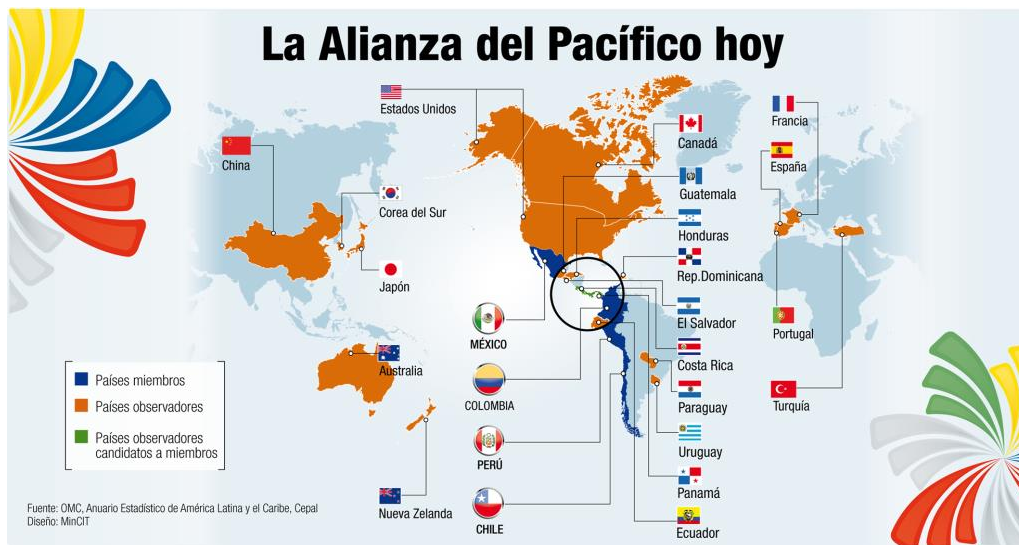 La Alianza del Pacífico hoy
Estados Unidos
China
Corea del Sur
Japón
Australia
Nueva Zelanda
MÉXICO
COLOMBIA
PERÚ
CHILE
Canadá
Guatemala
Honduras
Rep.Dominicana
El Salvador
Costa Rica
Paraguay
Uruguay
Panamá
Ecuador
Francia
España
Portugal
Turquía
Países miembros
Países observadores
Países observadores
candidatos a miembros
Fuente: OMC, Anuario Estadístico de América Latina y el Caribe, Cepal
Diseño: MinCIT